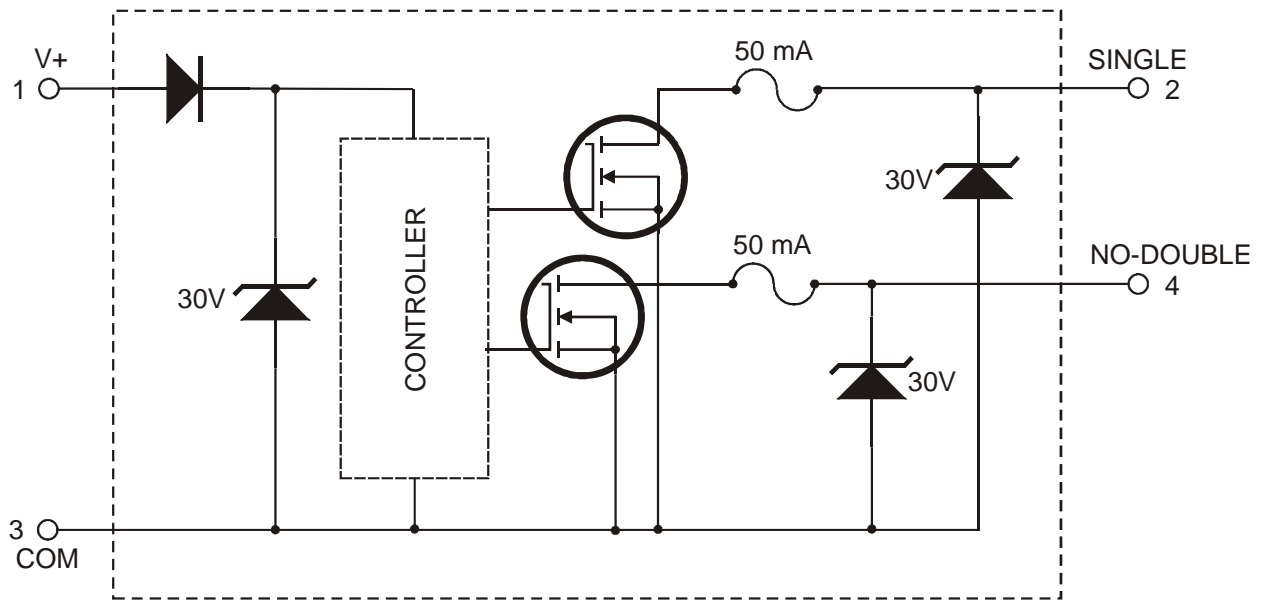 V+
1
50 mA
SINGLE
2
30V
CONTROLLER
50 mA
NO-DOUBLE
4
30V
30V
3
COM